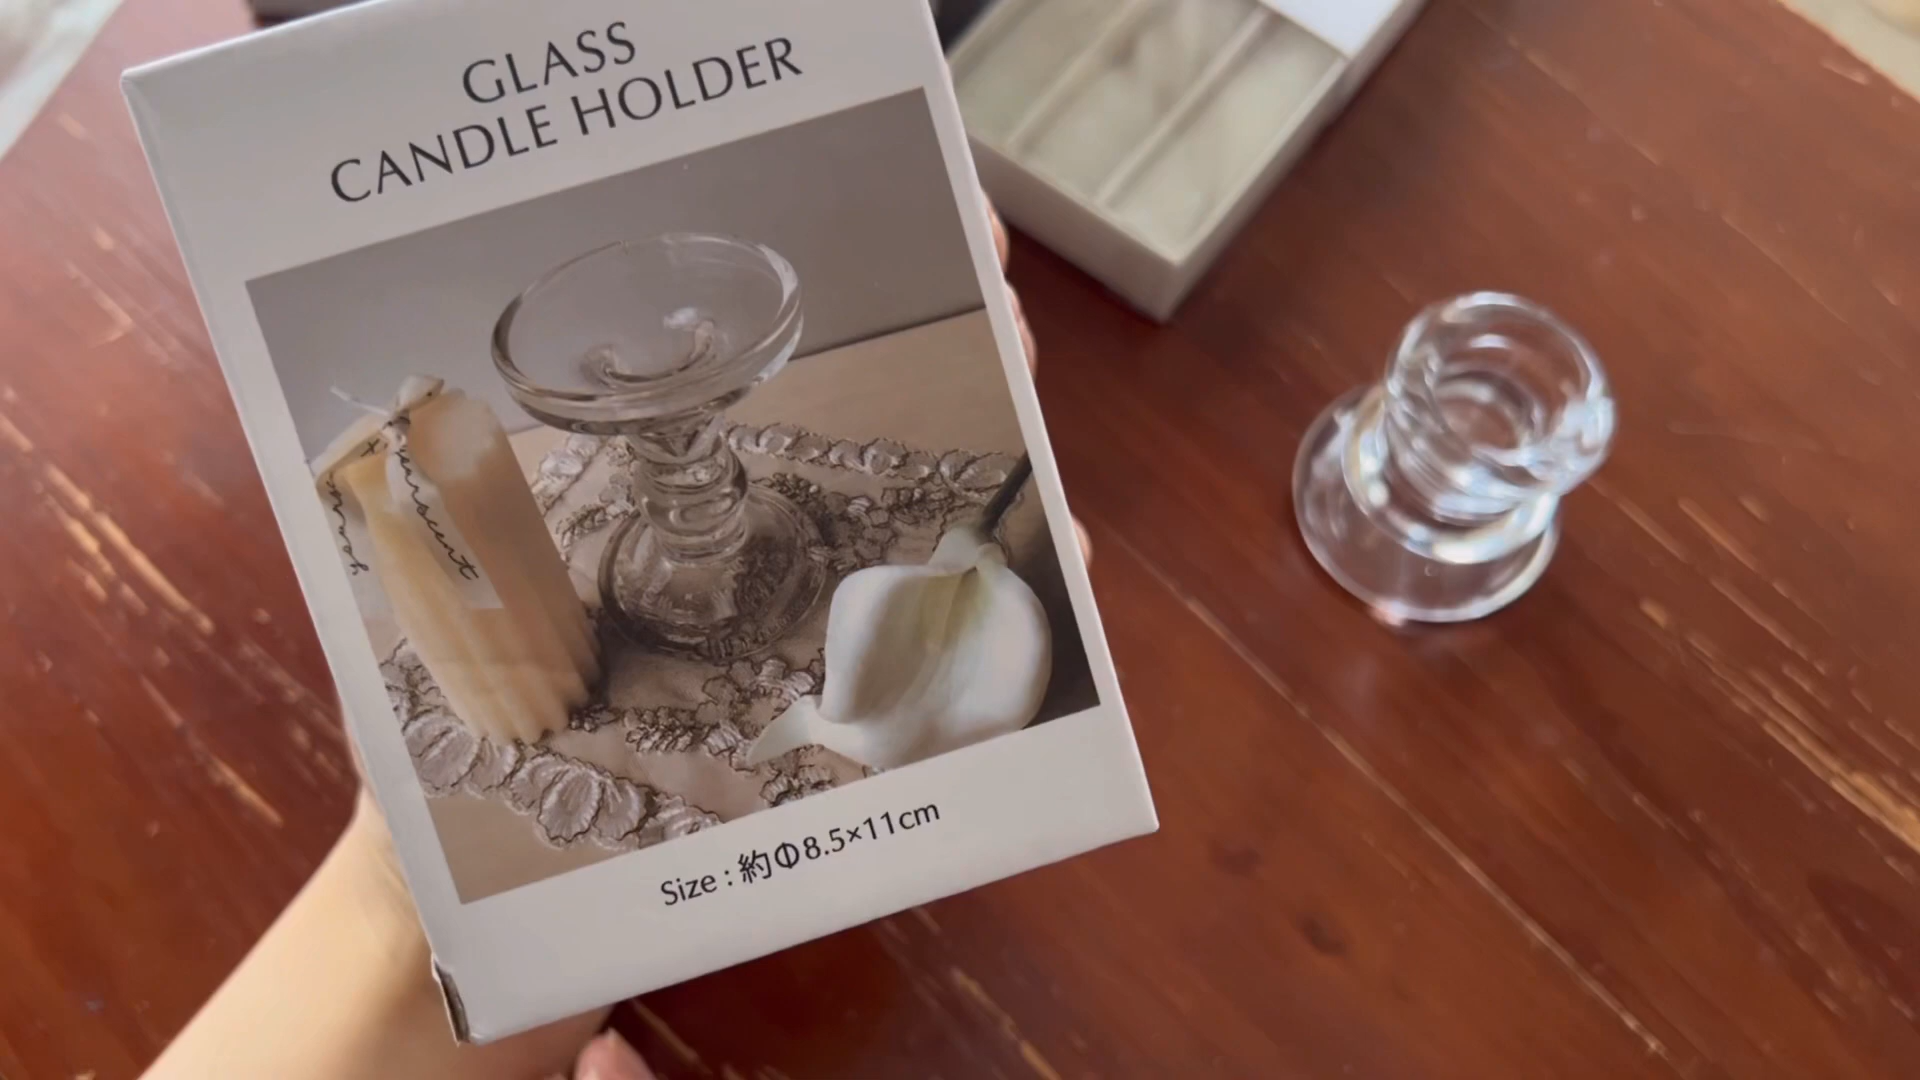 GLASS
CANDLE HOLDER
Size : 約Φ8.5×11cm